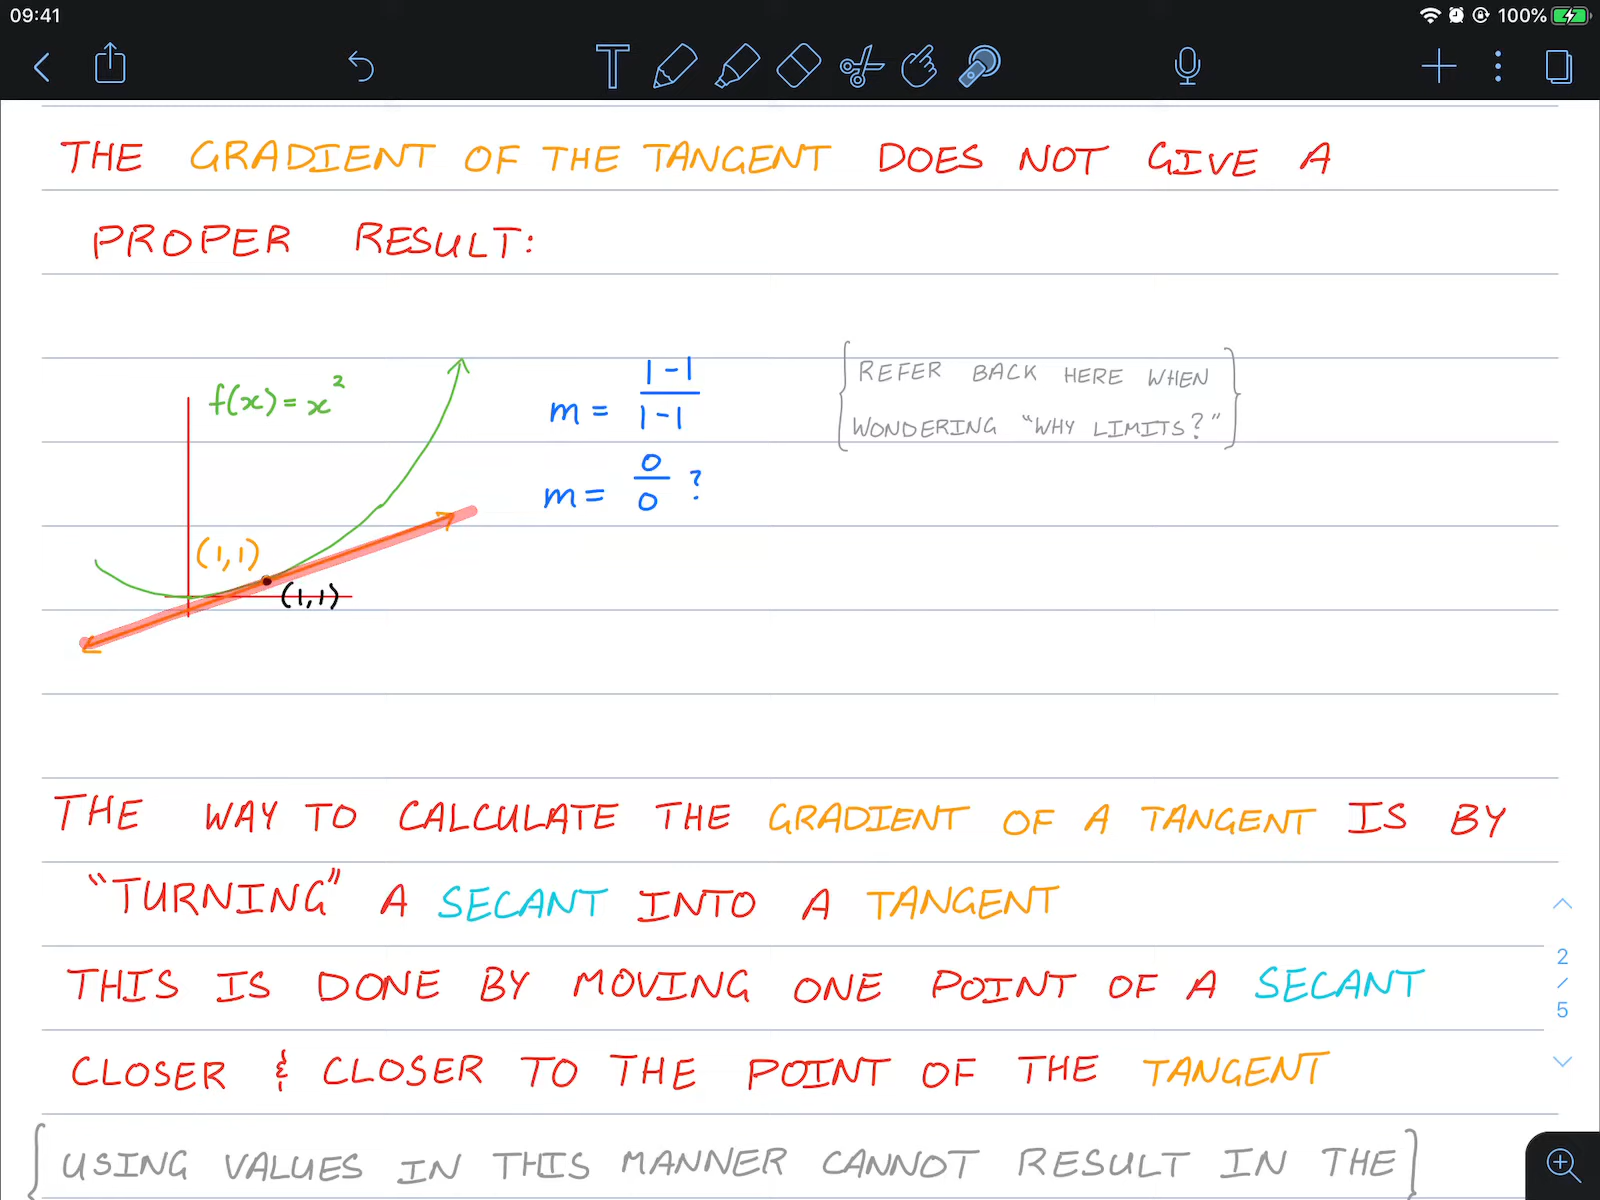 09:41
100%
THE GRADIENT OF THE TANGENT DOES NOT GIVE A
PROPER RESULT:
f(x) = x²
m = 1-1
1-1
m = 0 ?
0
{REFER BACK HERE WHEN
WONDERING "WHY LIMITS?"}
(1,1)
(1,1)
THE WAY TO CALCULATE THE GRADIENT OF A TANGENT IS BY
"TURNING" A SECANT INTO A TANGENT
THIS IS DONE BY MOVING ONE POINT OF A SECANT
CLOSER & CLOSER TO THE POINT OF THE TANGENT
{USING VALUES IN THIS MANNER CANNOT RESULT IN THE}
2
/
5